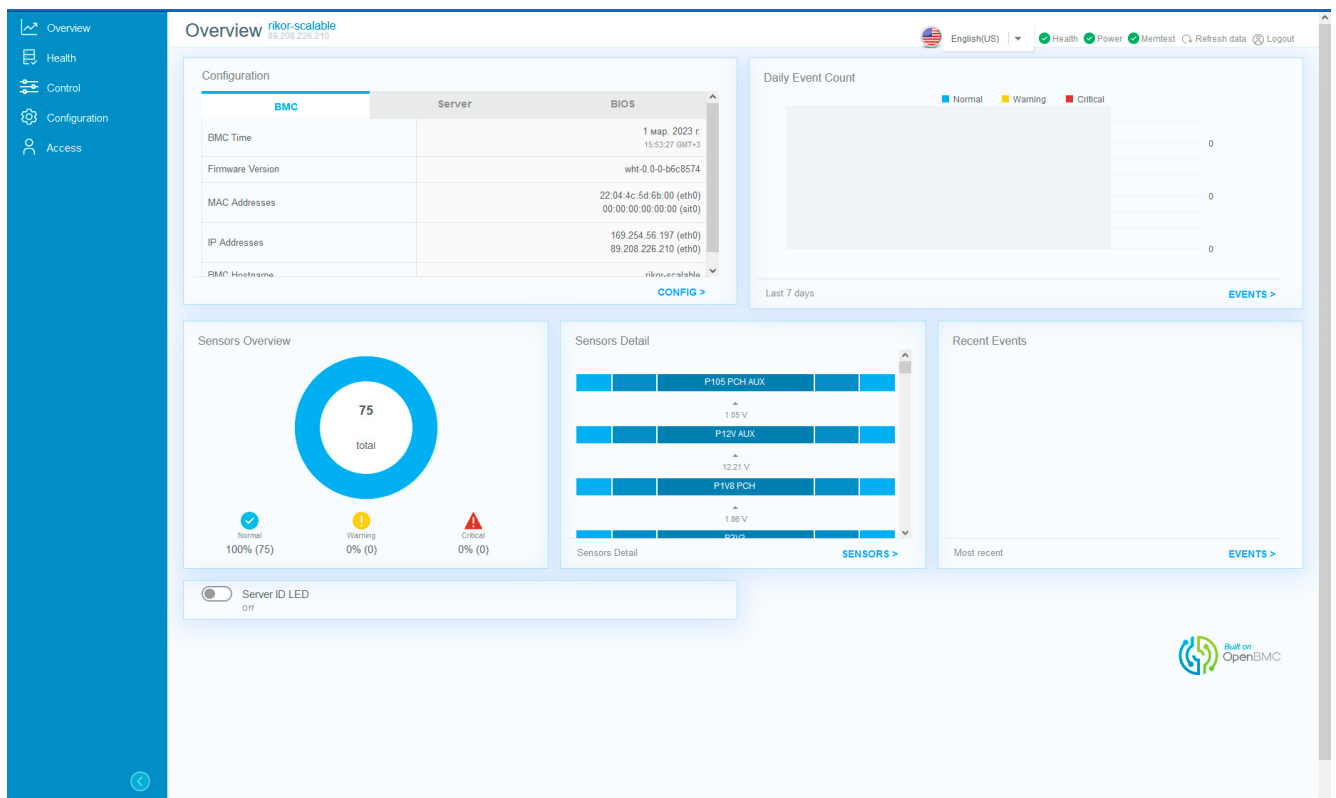 Overview
Health
Control
Configuration
Access
Overview rikor-scalable
89.208.226.210
English(US)
Health Power Memtest Refresh data Logout
Configuration
BMC Server BIOS
BMC Time
1 мар. 2023 г.
15:53:27 GMT+3
Firmware Version
wht-0.0-0-b6c8574
MAC Addresses
22:04:4c:5d:6b:00 (eth0)
00:00:00:00:00:00 (sit0)
IP Addresses
169.254.56.197 (eth0)
89.208.226.210 (eth0)
BMC Hostname
rikor-scalable
CONFIG >
Daily Event Count
Normal Warning Critical
0
0
0
Last 7 days
EVENTS >
Sensors Overview
75
total
Normal Warning Critical
100% (75) 0% (0) 0% (0)
Sensors Detail
P105 PCH AUX
1.05 V
P12V AUX
12.21 V
P1V8 PCH
1.86 V
P3V3
Sensors Detail
SENSORS >
Recent Events
Most recent
EVENTS >
Server ID LED
Off
Built on
OpenBMC